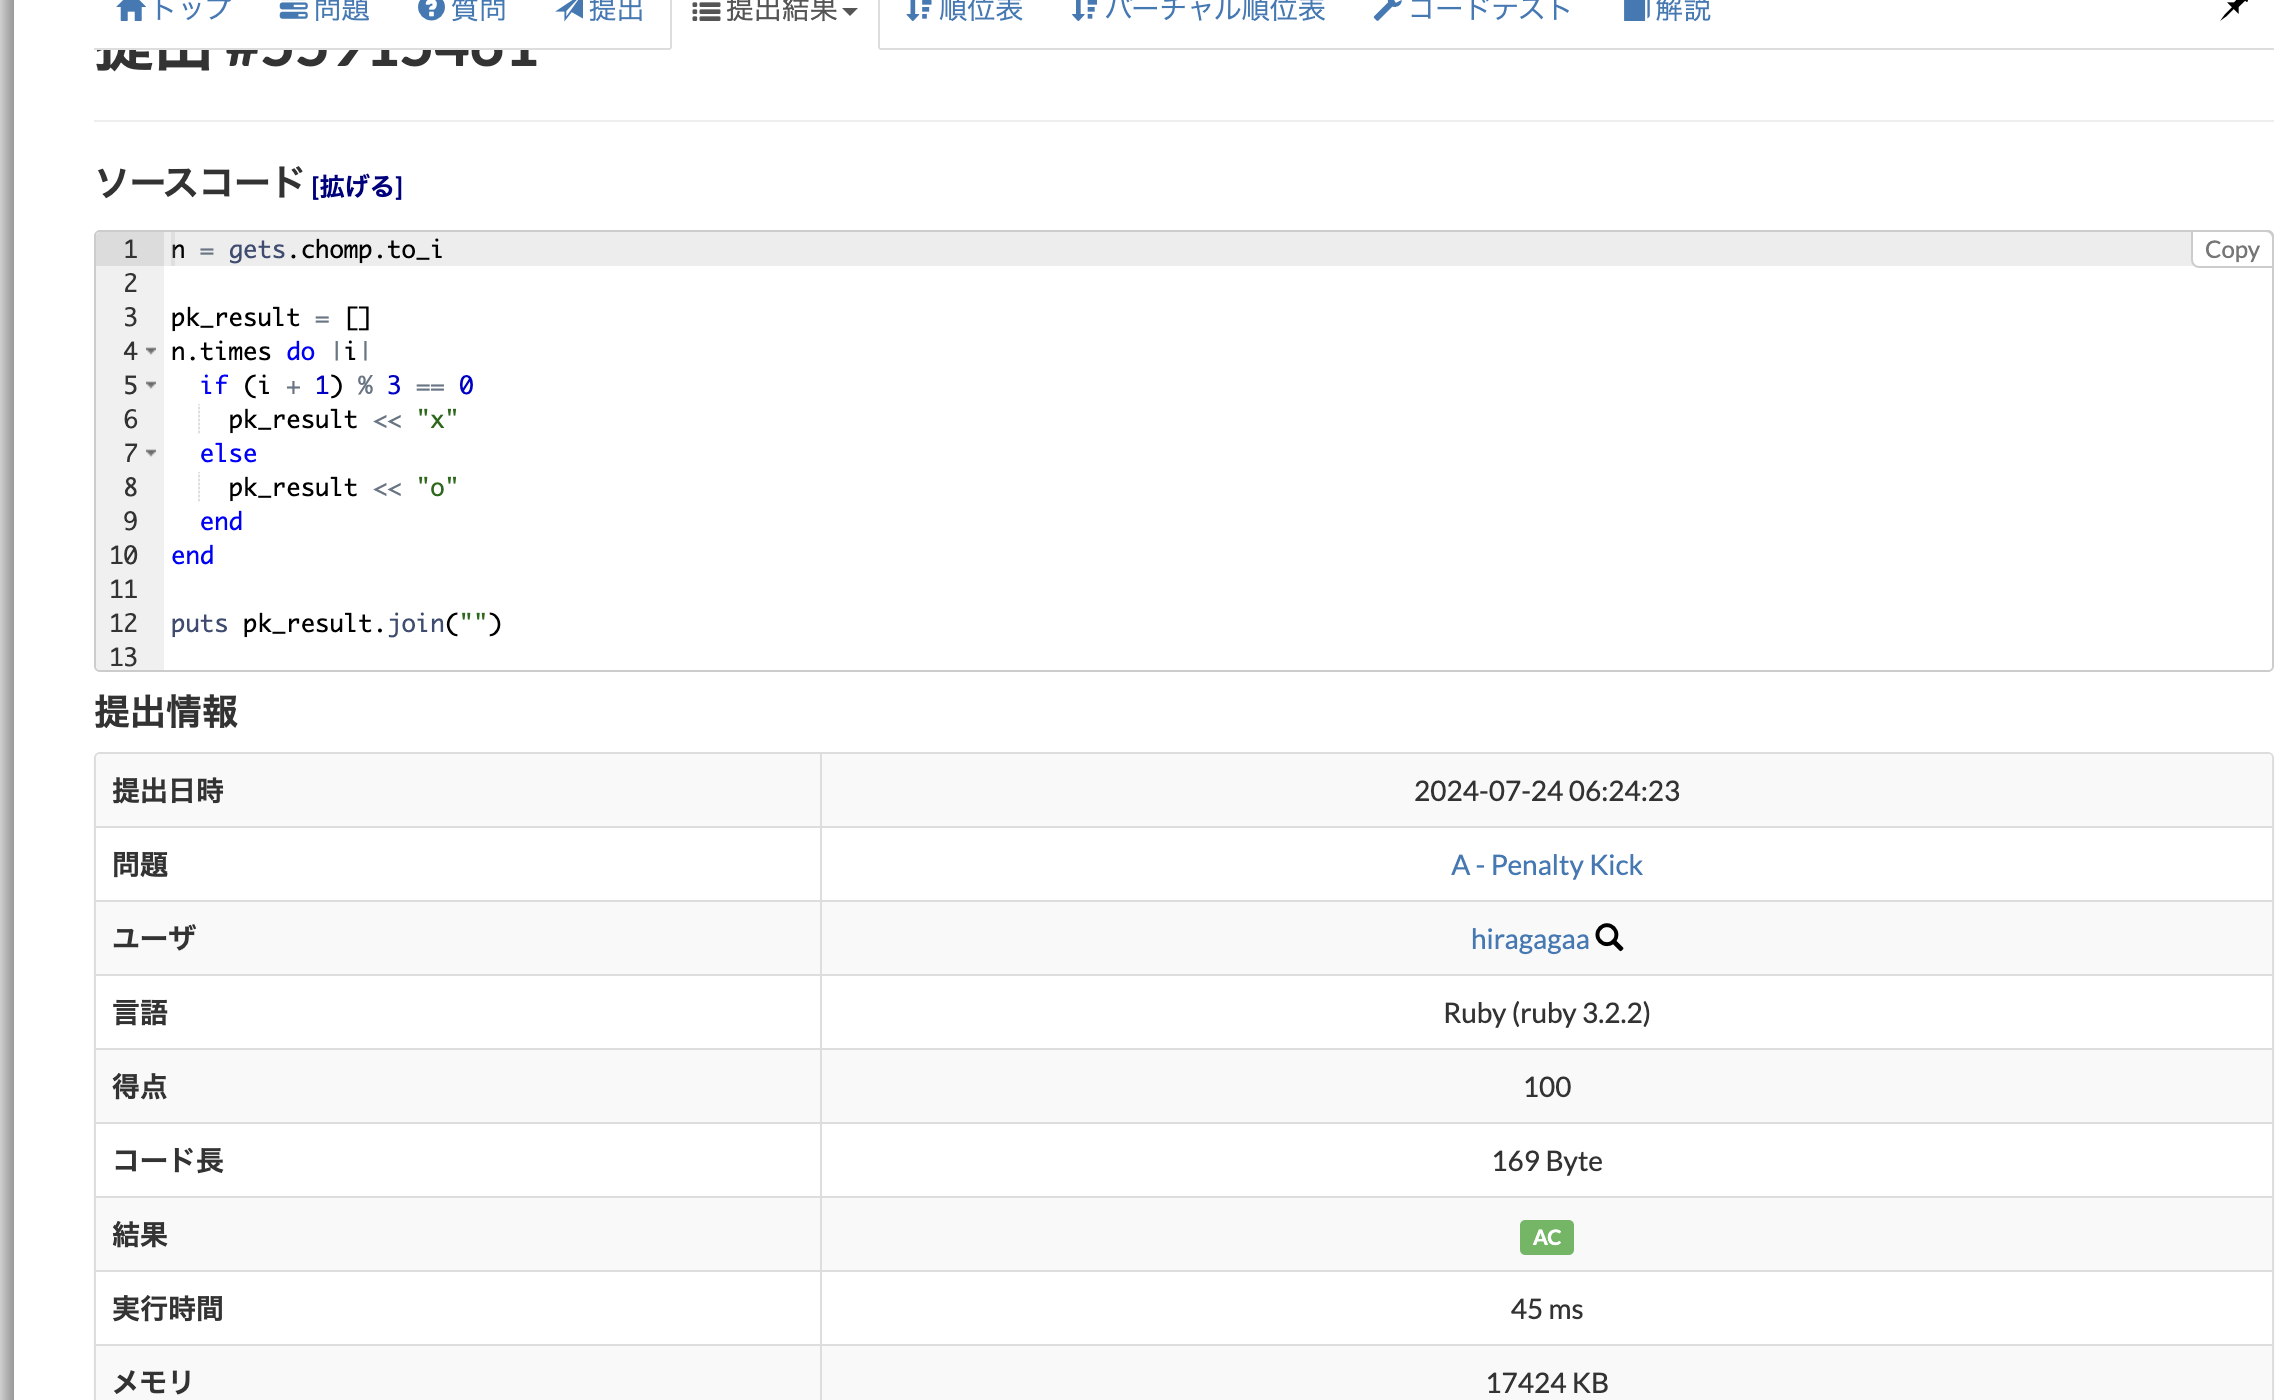 トップ 問題 質問 提出 提出結果 順位表 バーチャル順位表 コードテスト 解説
提出
ソースコード [拡げる]
Copy
1 n = gets.chomp.to_i
2
3 pk_result = []
4 n.times do |i|
5   if (i + 1) % 3 == 0
6     pk_result << "x"
7   else
8     pk_result << "o"
9   end
10 end
11
12 puts pk_result.join("")
13
提出情報
提出日時 2024-07-24 06:24:23
問題 A - Penalty Kick
ユーザ hiragagaa
言語 Ruby (ruby 3.2.2)
得点 100
コード長 169 Byte
結果 AC
実行時間 45 ms
メモリ 17424 KB